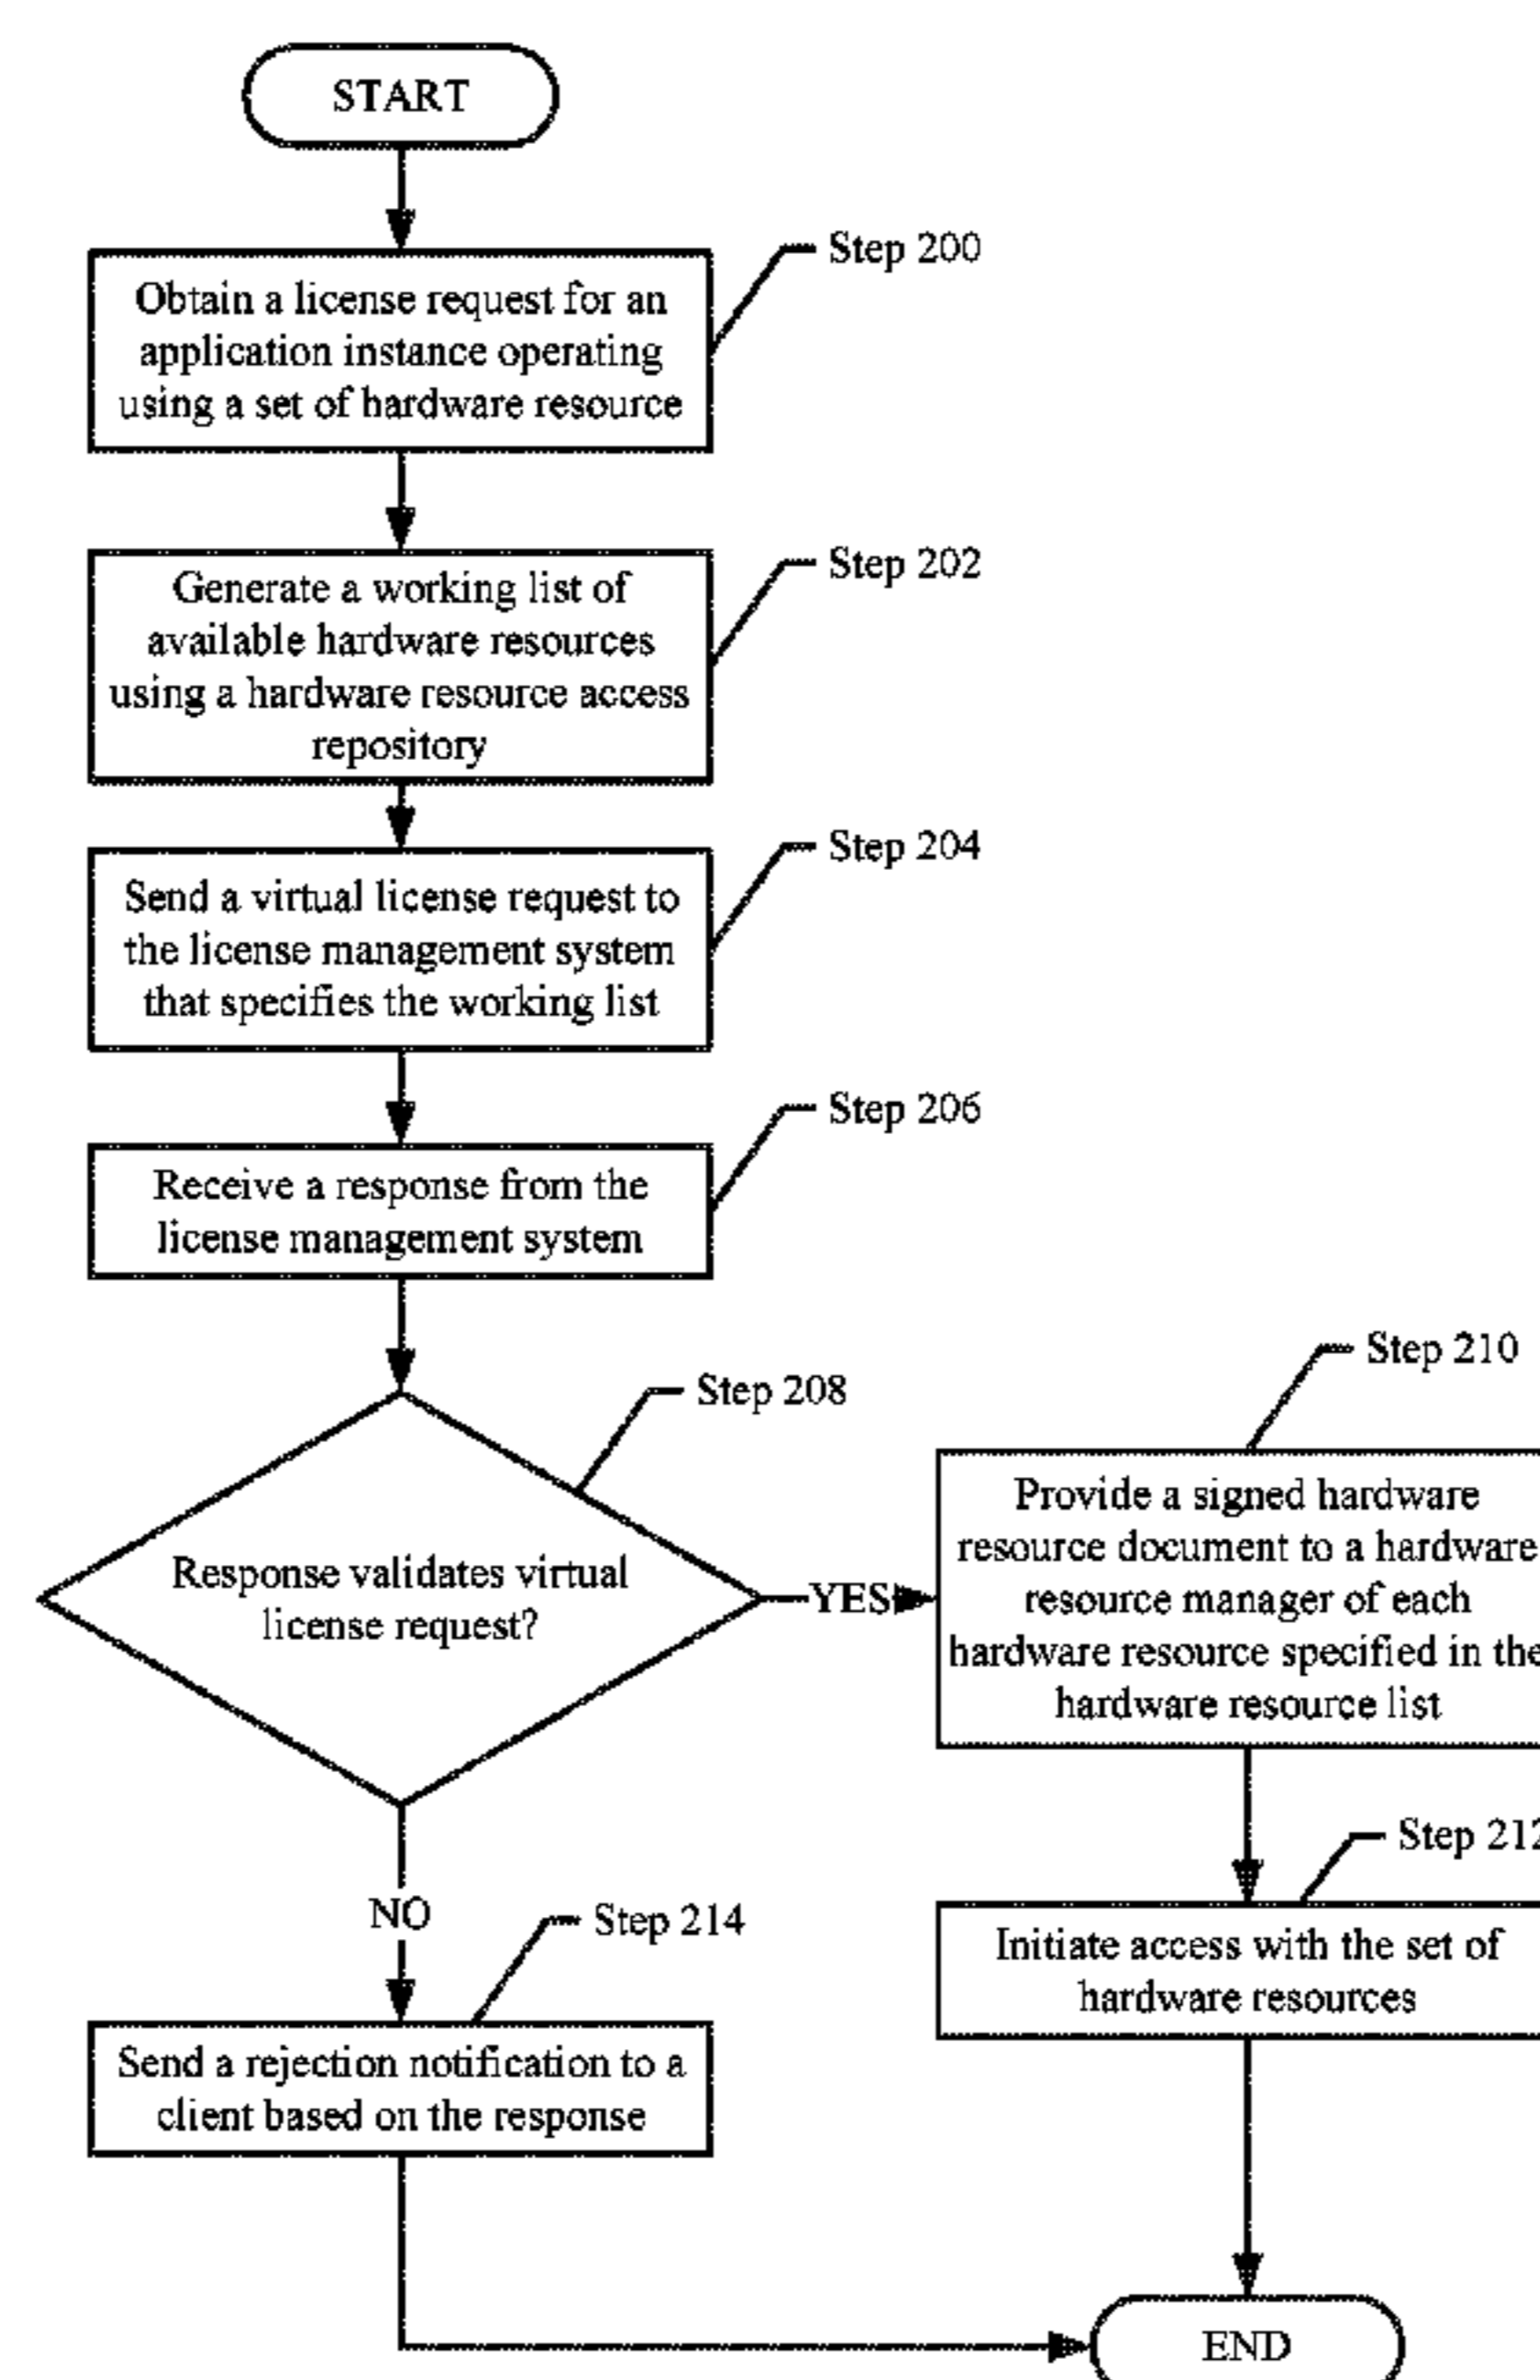 START
Step 200
Obtain a license request for an
application instance operating
using a set of hardware resource
Step 202
Generate a working list of
available hardware resources
using a hardware resource access
repository
Step 204
Send a virtual license request to
the license management system
that specifies the working list
Step 206
Receive a response from the
license management system
Step 208
Response validates virtual
license request?
YES
Step 210
Provide a signed hardware
resource document to a hardware
resource manager of each
hardware resource specified in the
hardware resource list
Step 212
Initiate access with the set of
hardware resources
NO
Step 214
Send a rejection notification to a
client based on the response
END